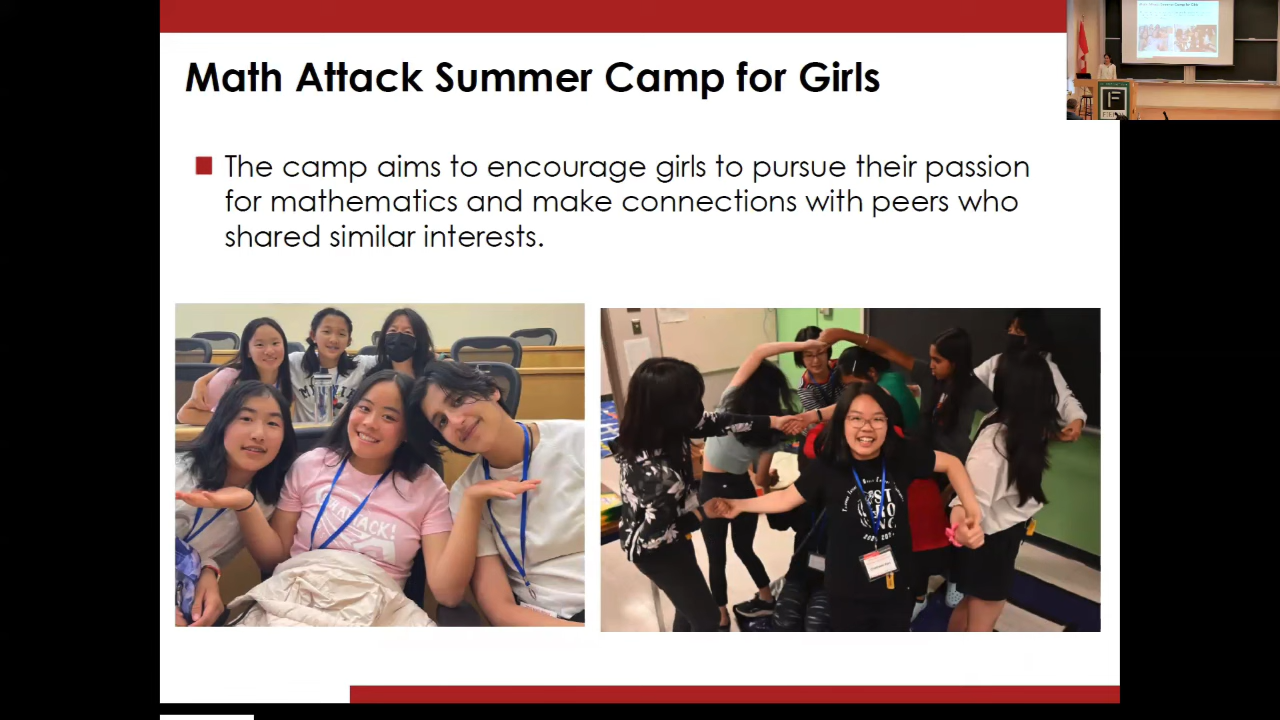 Math Attack Summer Camp for Girls
The camp aims to encourage girls to pursue their passion
for mathematics and make connections with peers who
shared similar interests.